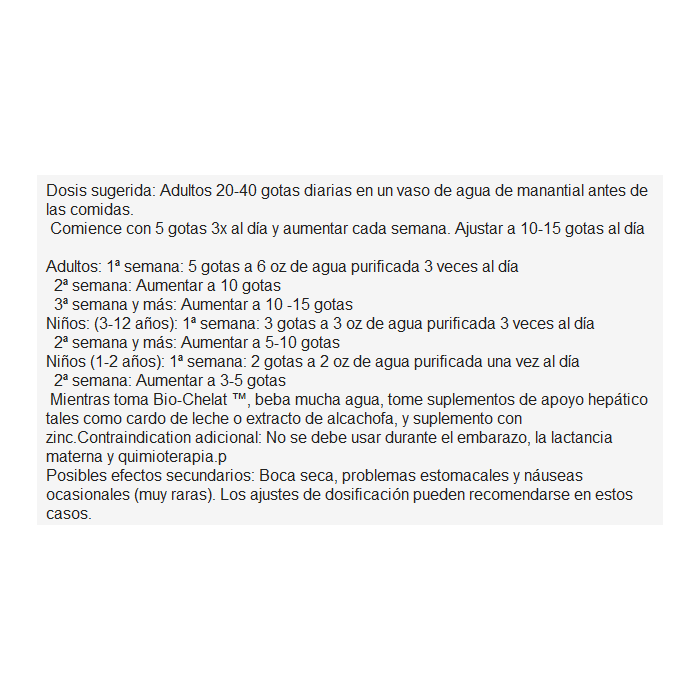 Dosis sugerida: Adultos 20-40 gotas diarias en un vaso de agua de manantial antes de
las comidas.
Comience con 5 gotas 3x al día y aumentar cada semana. Ajustar a 10-15 gotas al día
Adultos: 1ª semana: 5 gotas a 6 oz de agua purificada 3 veces al día
2ª semana: Aumentar a 10 gotas
3ª semana y más: Aumentar a 10 -15 gotas
Niños: (3-12 años): 1ª semana: 3 gotas a 3 oz de agua purificada 3 veces al día
2ª semana y más: Aumentar a 5-10 gotas
Niños (1-2 años): 1ª semana: 2 gotas a 2 oz de agua purificada una vez al día
2ª semana: Aumentar a 3-5 gotas
Mientras toma Bio-Chelat ™, beba mucha agua, tome suplementos de apoyo hepático
tales como cardo de leche o extracto de alcachofa, y suplemento con
zinc.Contraindication adicional: No se debe usar durante el embarazo, la lactancia
materna y quimioterapia.p
Posibles efectos secundarios: Boca seca, problemas estomacales y náuseas
ocasionales (muy raras). Los ajustes de dosificación pueden recomendarse en estos
casos.